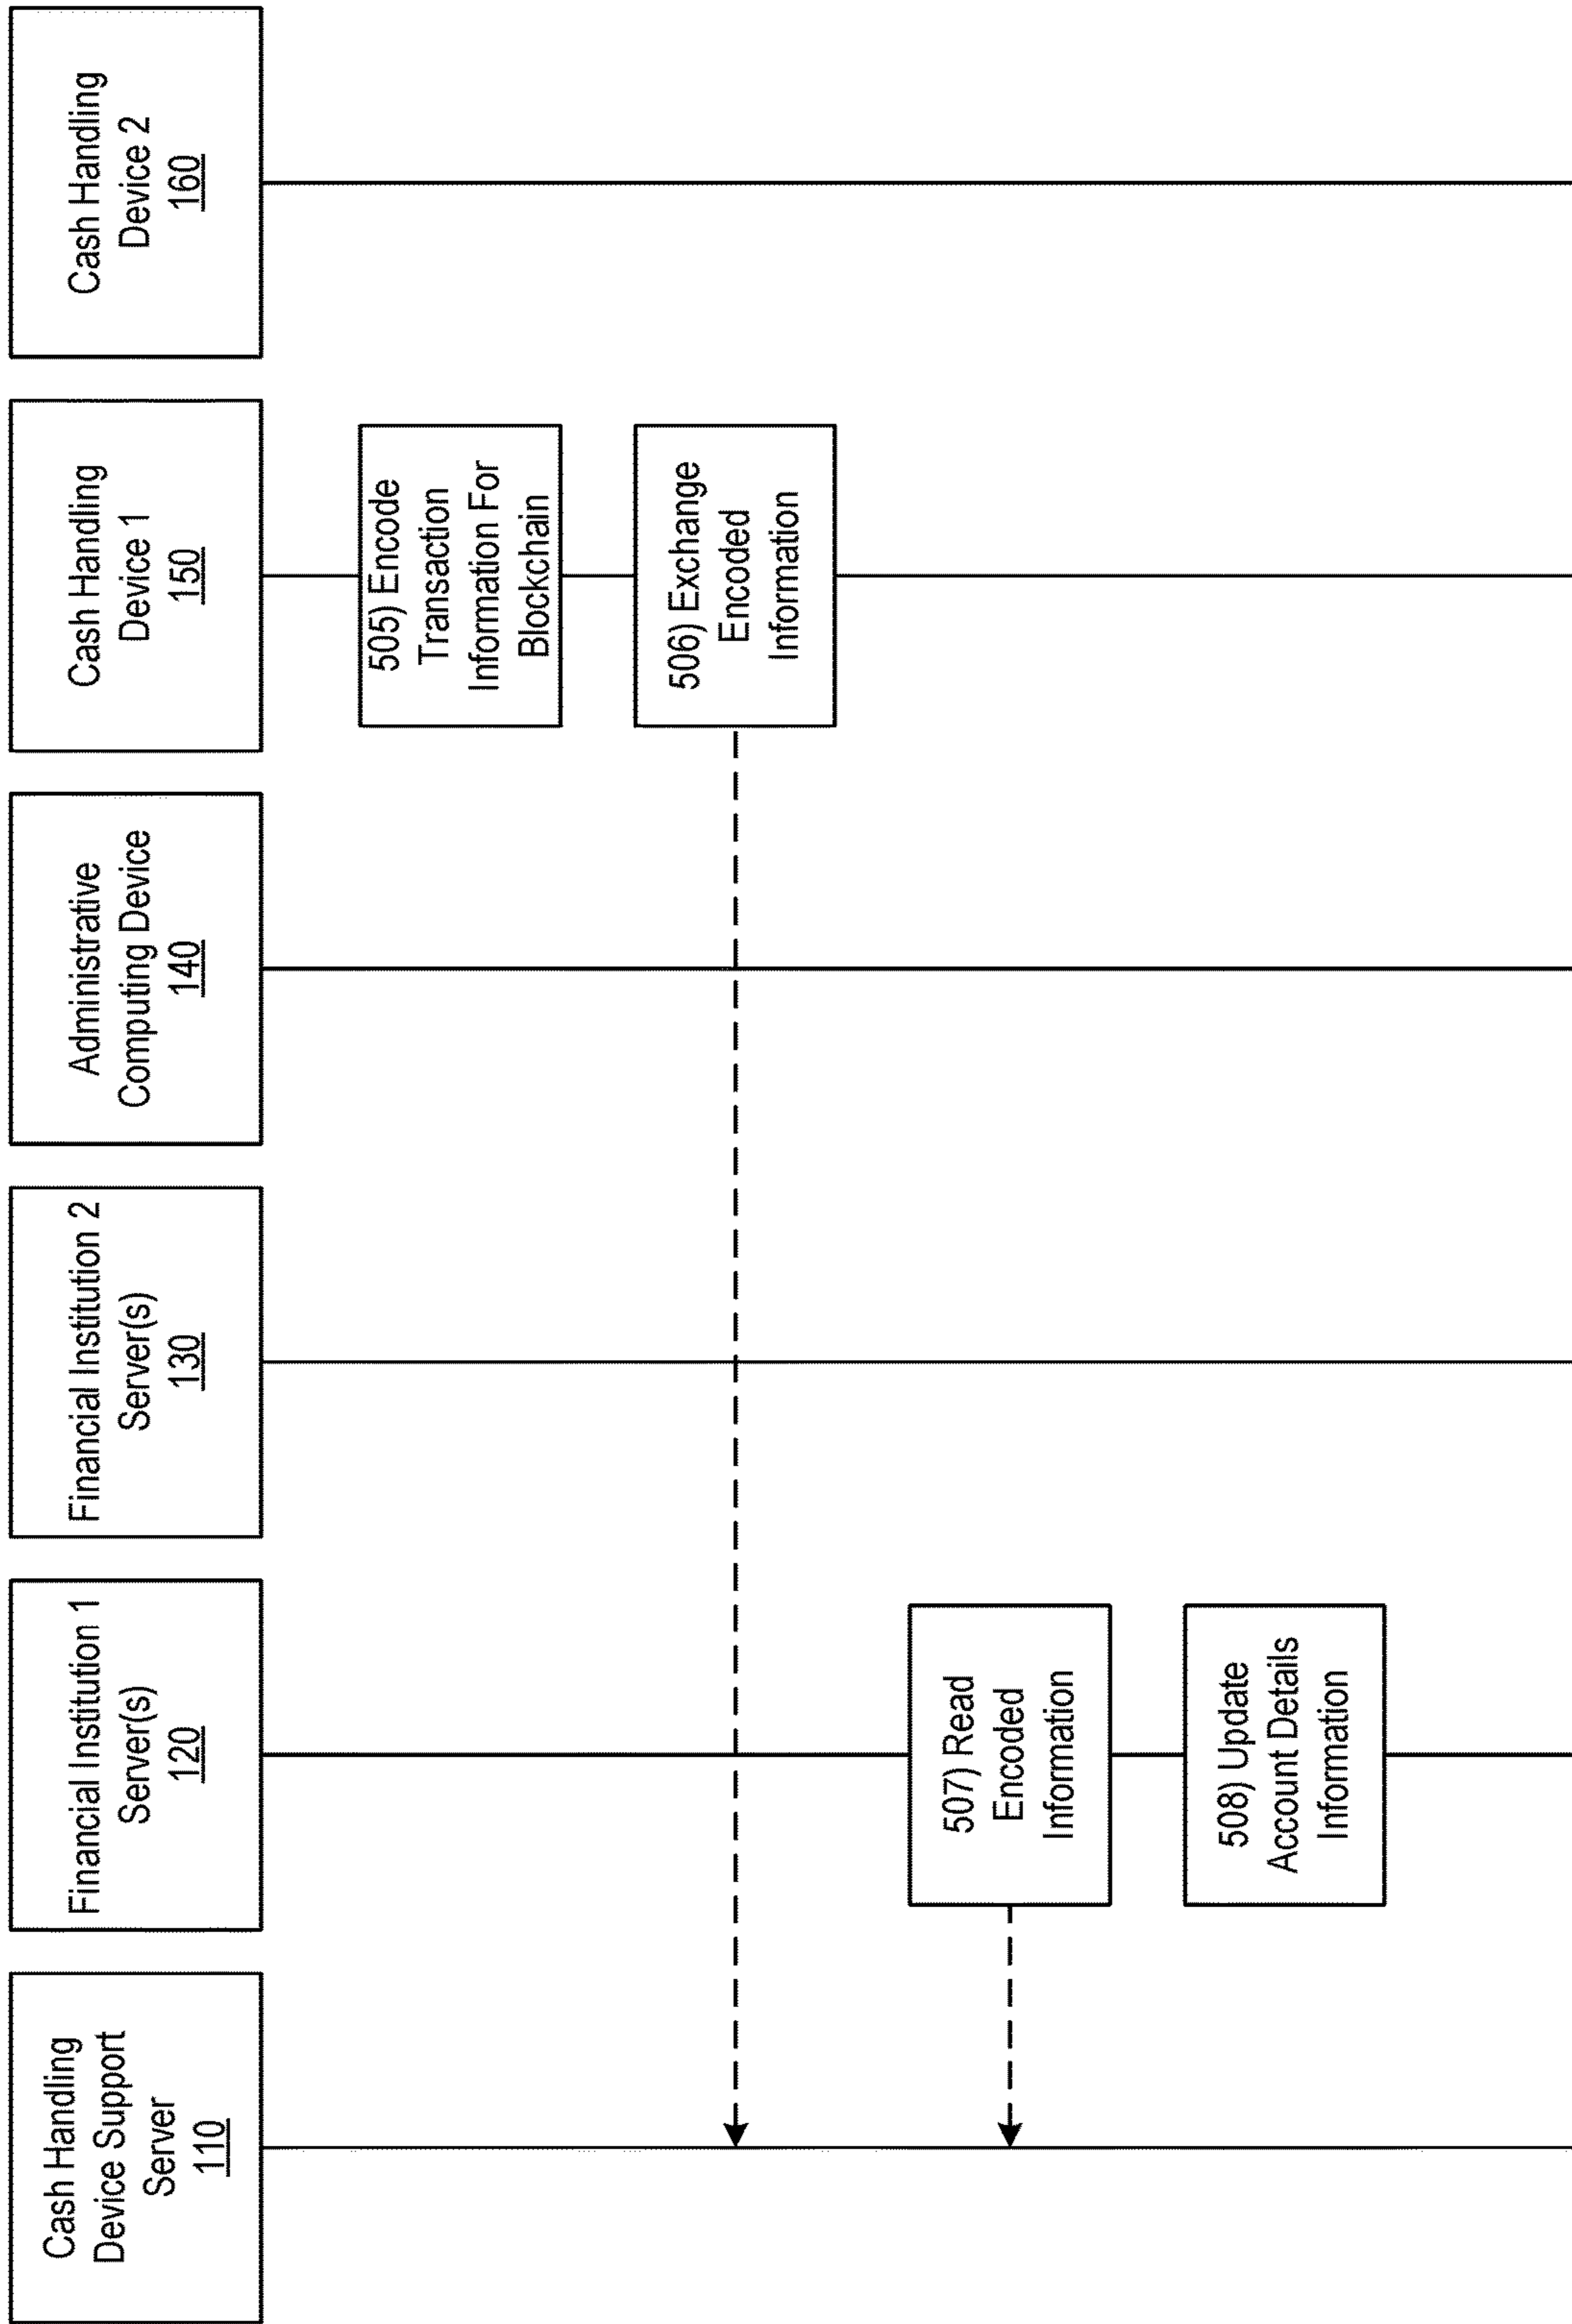 Cash Handling
Device Support
Server
110
Financial Institution 1
Server(s)
120
Financial Institution 2
Server(s)
130
Administrative
Computing Device
140
Cash Handling
Device 1
150
Cash Handling
Device 2
160
505) Encode
Transaction
Information For
Blockchain
506) Exchange
Encoded
Information
507) Read
Encoded
Information
508) Update
Account Details
Information